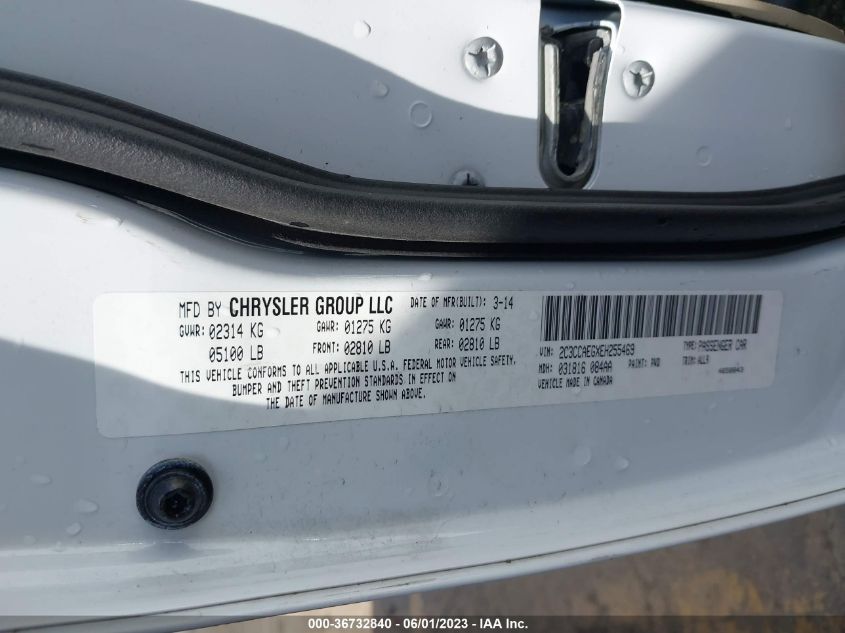 MFD BY CHRYSLER GROUP LLC DATE OF MFR(BUILT): 3-14
GVWR: 02314 KG GAWR: 01275 KG GAWR: 01275 KG
05100 LB FRONT: 02810 LB REAR: 02810 LB
THIS VEHICLE CONFORMS TO ALL APPLICABLE U.S.A. FEDERAL MOTOR VEHICLE SAFETY,
BUMPER AND THEFT PREVENTION STANDARDS IN EFFECT ON
THE DATE OF MANUFACTURE SHOWN ABOVE.
VIN: 2C3CCAEGXEH255469 TYPE: PASSENGER CAR
MDH: 031816 084AA PAINT: PWD TRIM: ALL9
VEHICLE MADE IN CANADA
000-36732840 - 06/01/2023 - IAA Inc.